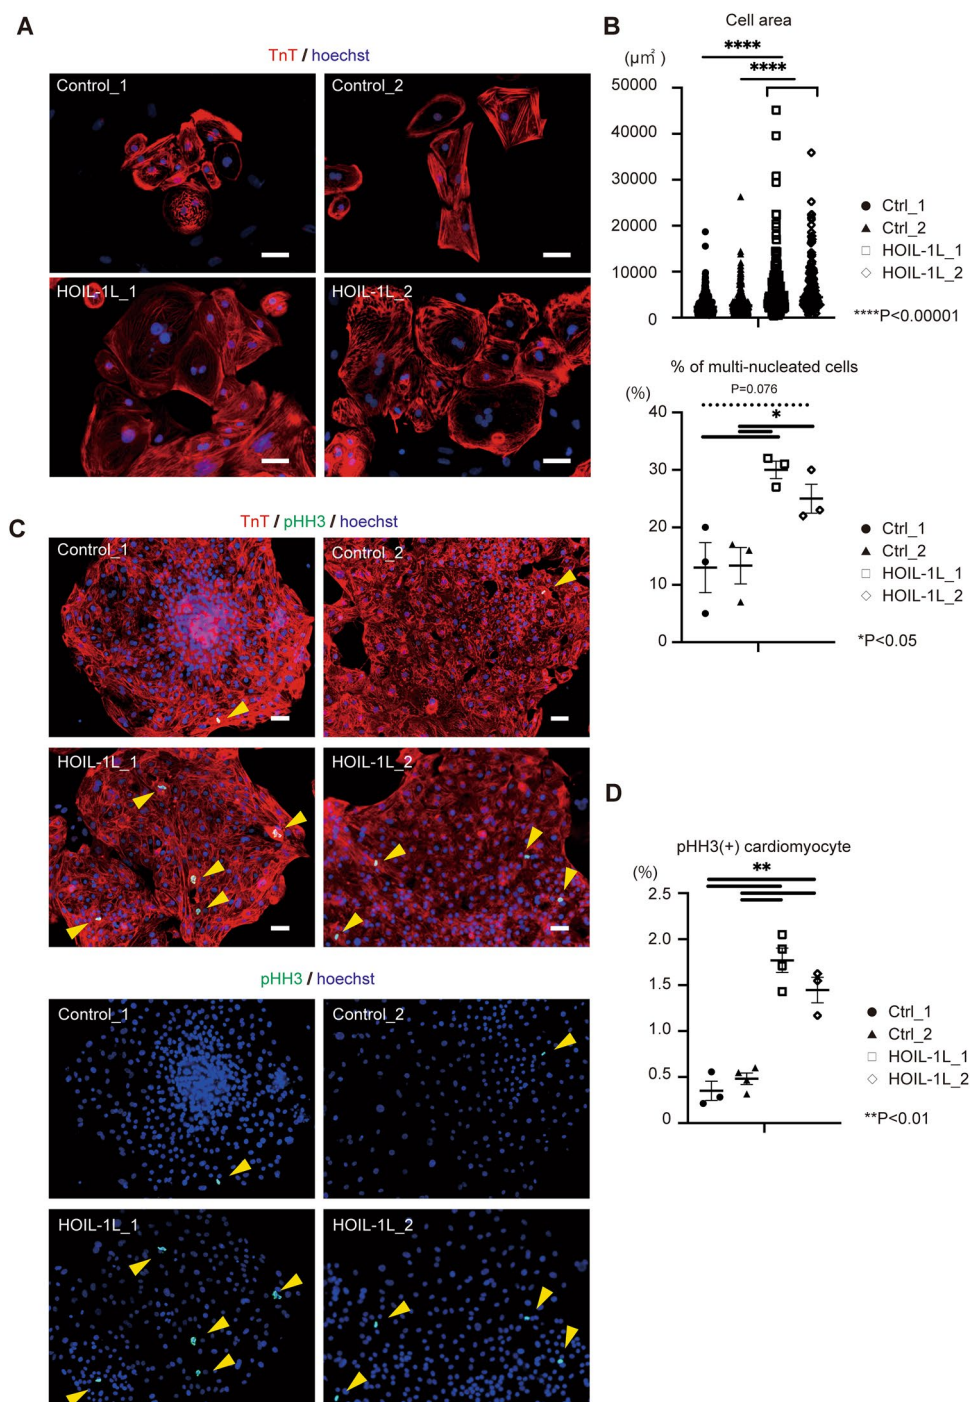 A
TnT / hoechst
Control_1
Control_2
HOIL-1L_1
HOIL-1L_2
B
Cell area
(μm²)
****
****
50000
40000
30000
20000
10000
0
Ctrl_1
Ctrl_2
HOIL-1L_1
HOIL-1L_2
****P<0.00001
% of multi-nucleated cells
(%)
P=0.076
*
40
30
20
10
0
Ctrl_1
Ctrl_2
HOIL-1L_1
HOIL-1L_2
*P<0.05
C
TnT / pHH3 / hoechst
Control_1
Control_2
HOIL-1L_1
HOIL-1L_2
pHH3 / hoechst
Control_1
Control_2
HOIL-1L_1
HOIL-1L_2
D
pHH3(+) cardiomyocyte
(%)
**
2.5
2.0
1.5
1.0
0.5
0
Ctrl_1
Ctrl_2
HOIL-1L_1
HOIL-1L_2
**P<0.01